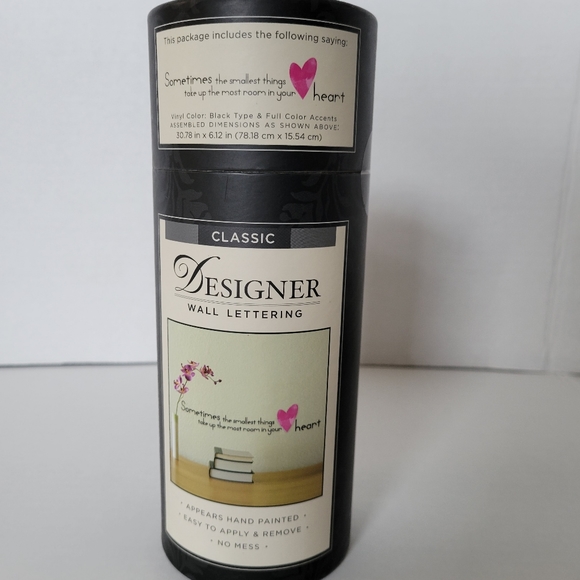 This package includes the following saying:
Sometimes the smallest things
take up the most room in your heart
Vinyl Color: Black Type & Full Color Accents
ASSEMBLED DIMENSIONS AS SHOWN ABOVE:
30.78 in x 6.12 in (78.18 cm x 15.54 cm)
CLASSIC
DESIGNER
WALL LETTERING
Sometimes the smallest things
take up the most room in your heart
• APPEARS HAND PAINTED •
• EASY TO APPLY & REMOVE •
• NO MESS •